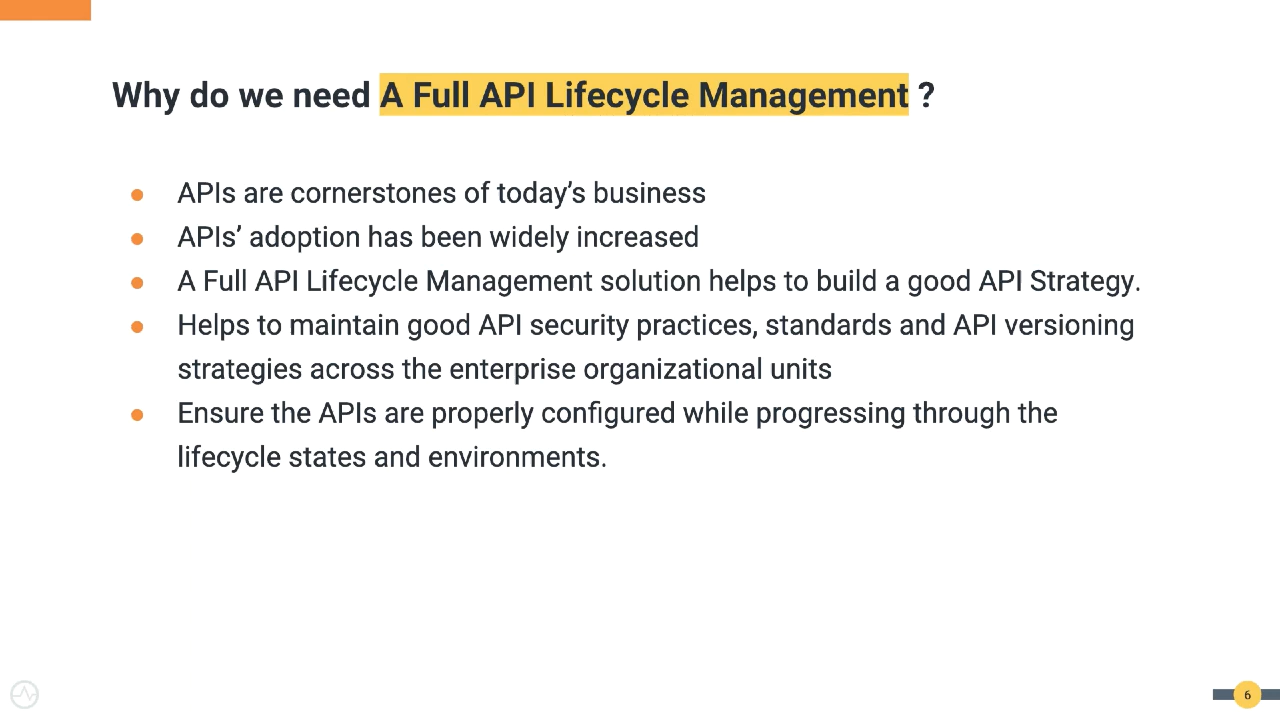 Why do we need A Full API Lifecycle Management ?
● APIs are cornerstones of today’s business
● APIs’ adoption has been widely increased
● A Full API Lifecycle Management solution helps to build a good API Strategy.
● Helps to maintain good API security practices, standards and API versioning
strategies across the enterprise organizational units
● Ensure the APIs are properly configured while progressing through the
lifecycle states and environments.
6